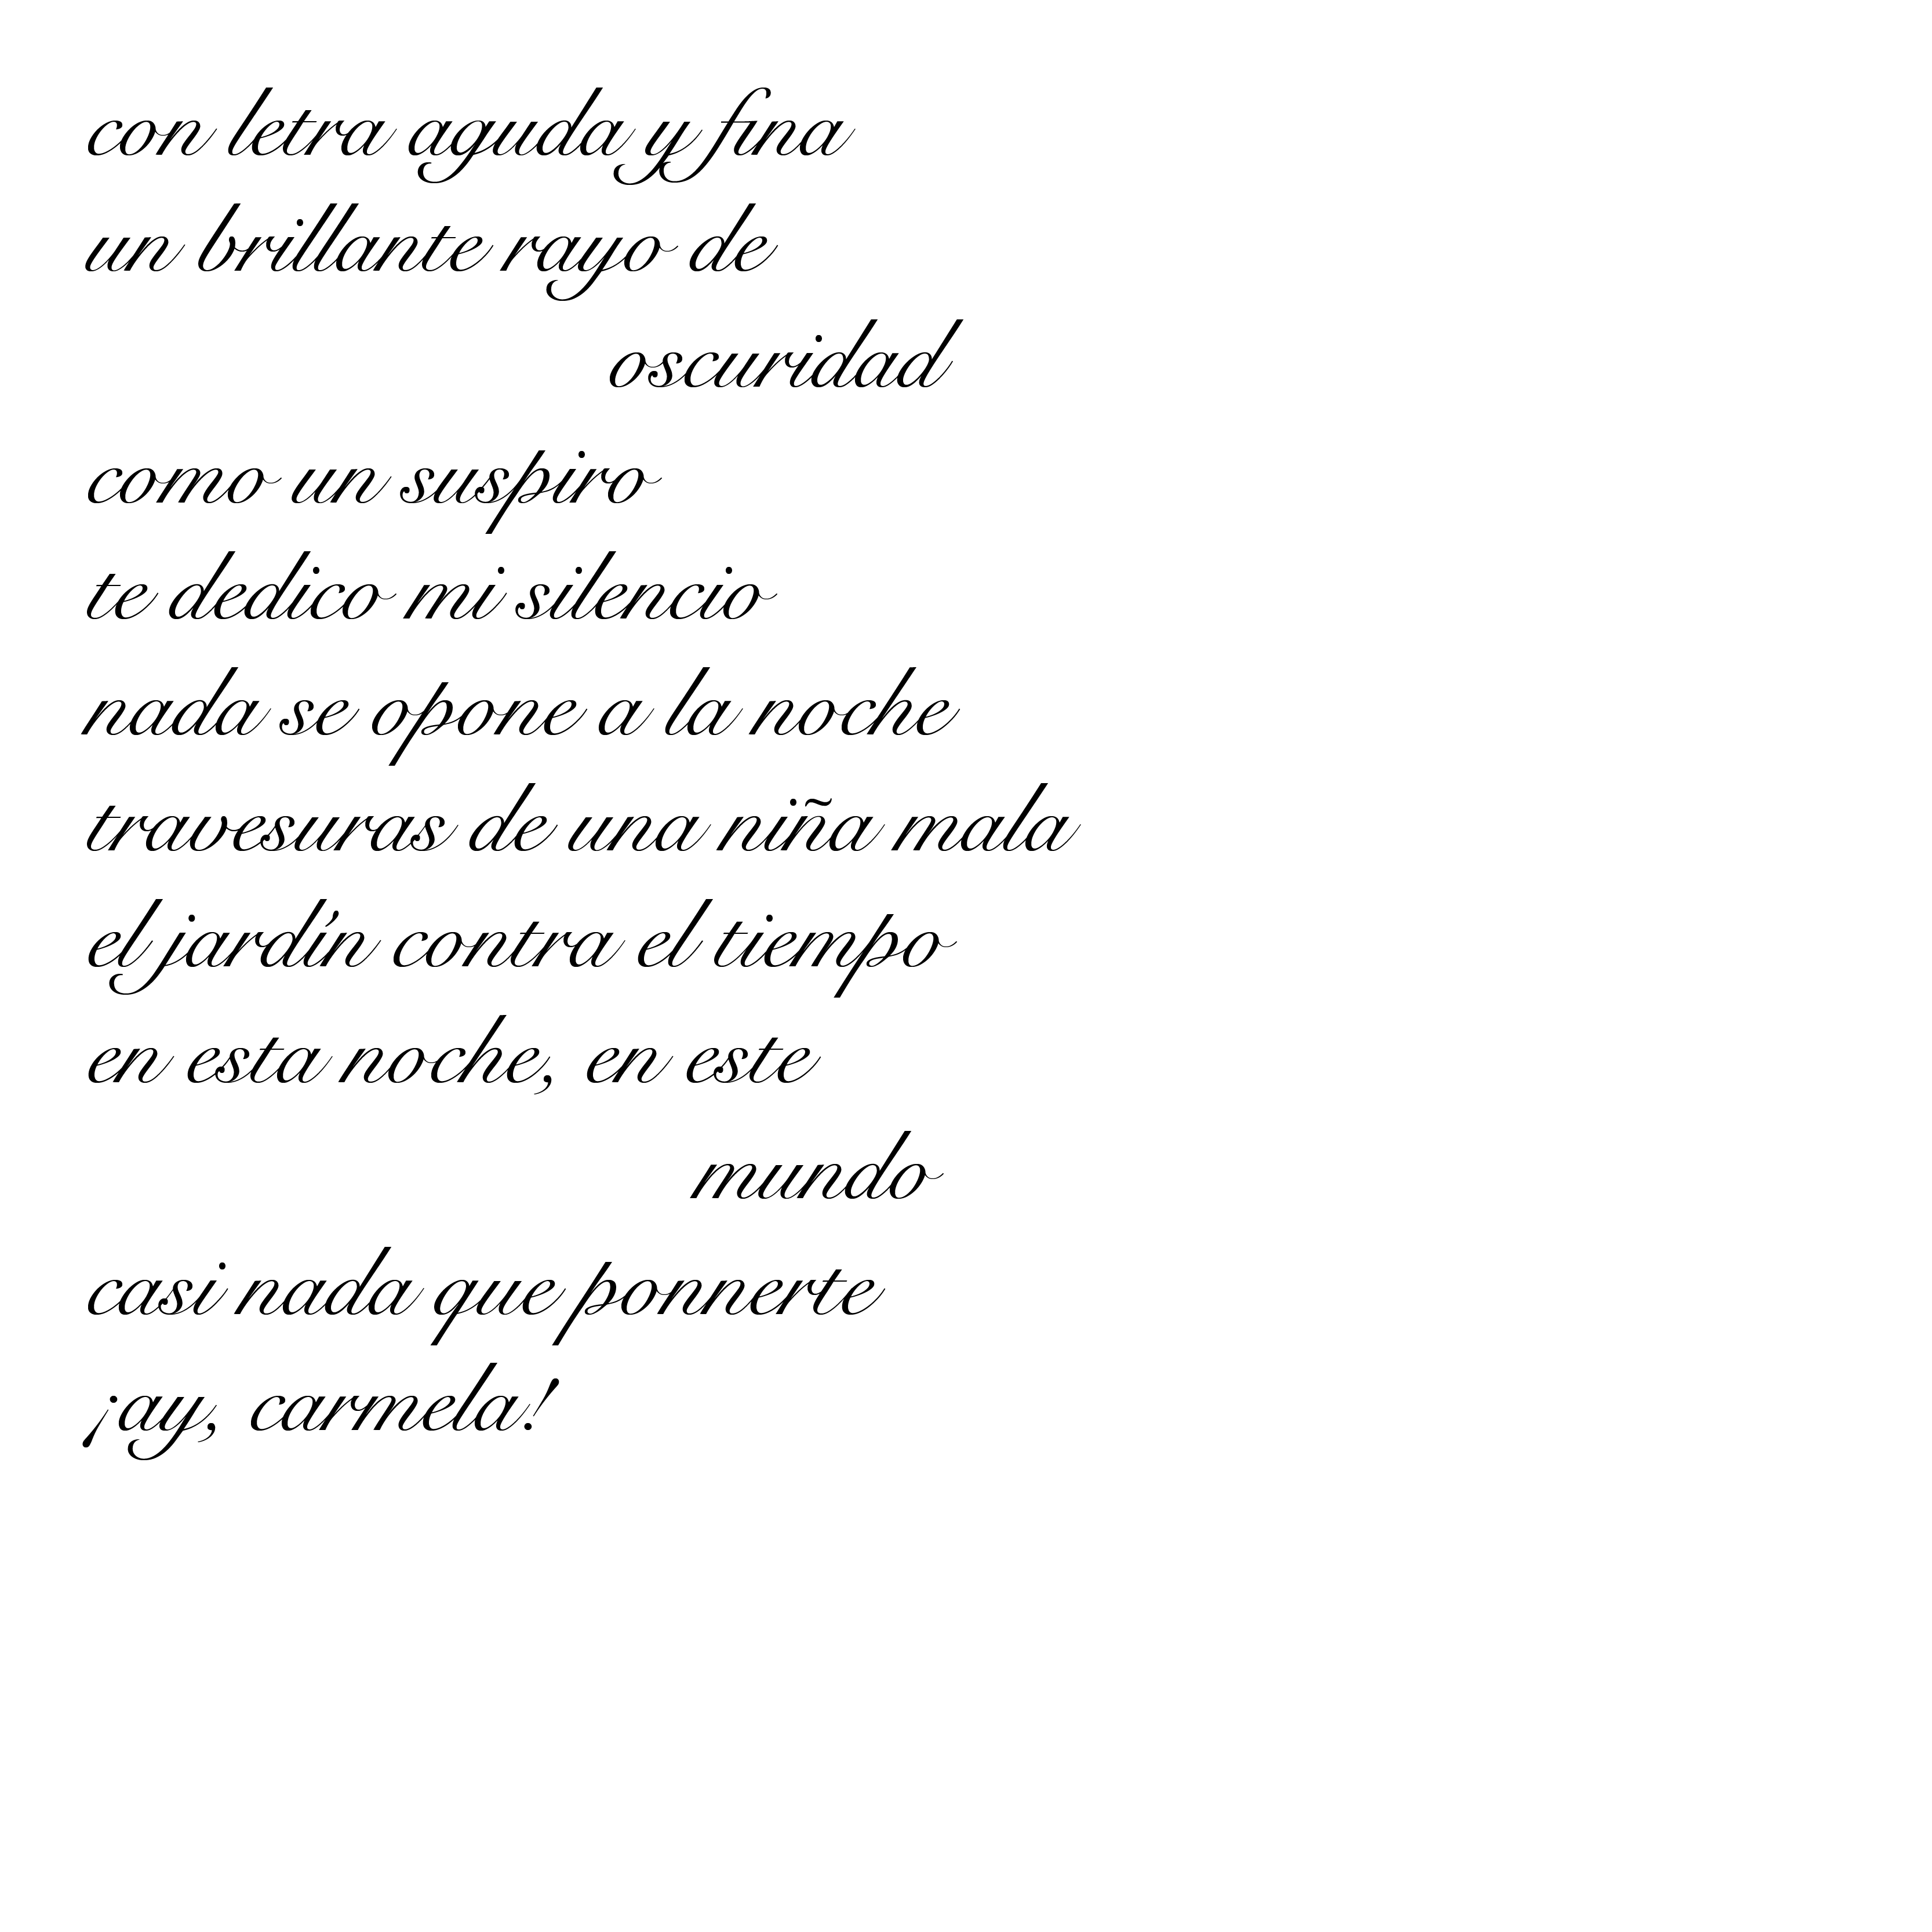 con letra aguda y fina
un brillante rayo de
oscuridad
como un suspiro
te dedico mi silencio
nada se opone a la noche
travesuras de una niña mala
el jardín contra el tiempo
en esta noche, en este
mundo
casi nada que ponnerte
¡ay, carmela!